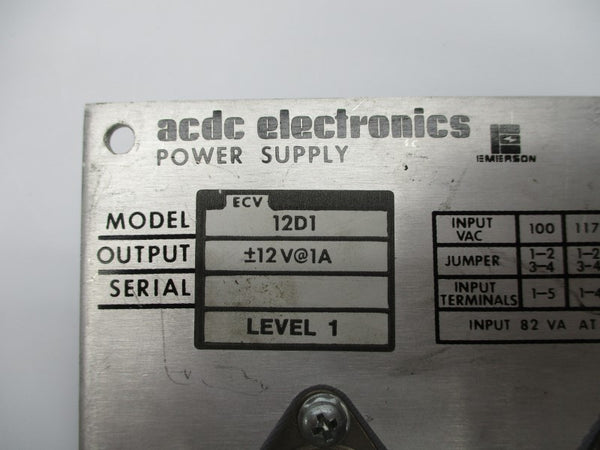 acdc electronics
POWER SUPPLY
EMERSON
ECV
MODEL 12D1
OUTPUT ±12V@1A
SERIAL
LEVEL 1
INPUT VAC 100 117
JUMPER 1-2 3-4 1-2 3-4
INPUT TERMINALS 1-5 1-4
INPUT 82 VA AT